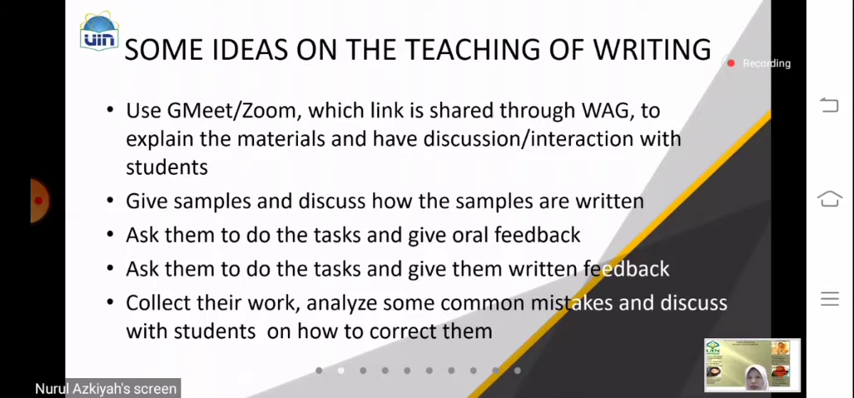 UIN
SOME IDEAS ON THE TEACHING OF WRITING
Recording
• Use GMeet/Zoom, which link is shared through WAG, to
explain the materials and have discussion/interaction with
students
• Give samples and discuss how the samples are written
• Ask them to do the tasks and give oral feedback
• Ask them to do the tasks and give them written feedback
• Collect their work, analyze some common mistakes and discuss
with students on how to correct them
Nurul Azkiyah's screen